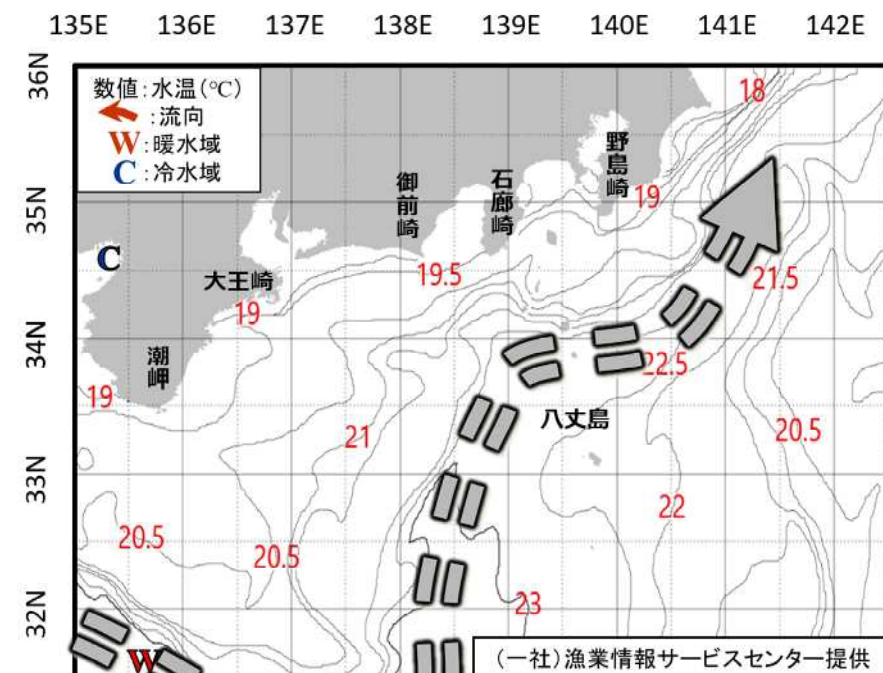 135E 136E 137E 138E 139E 140E 141E 142E
36N
35N
34N
33N
32N
数値:水温(℃)
:流向
W:暖水域
C:冷水域
18
野島崎
石廊崎
御前崎
19
C
大王崎
19.5
21.5
19
潮岬
22.5
19
21
八丈島
20.5
22
20.5
20.5
23
W
(一社)漁業情報サービスセンター提供